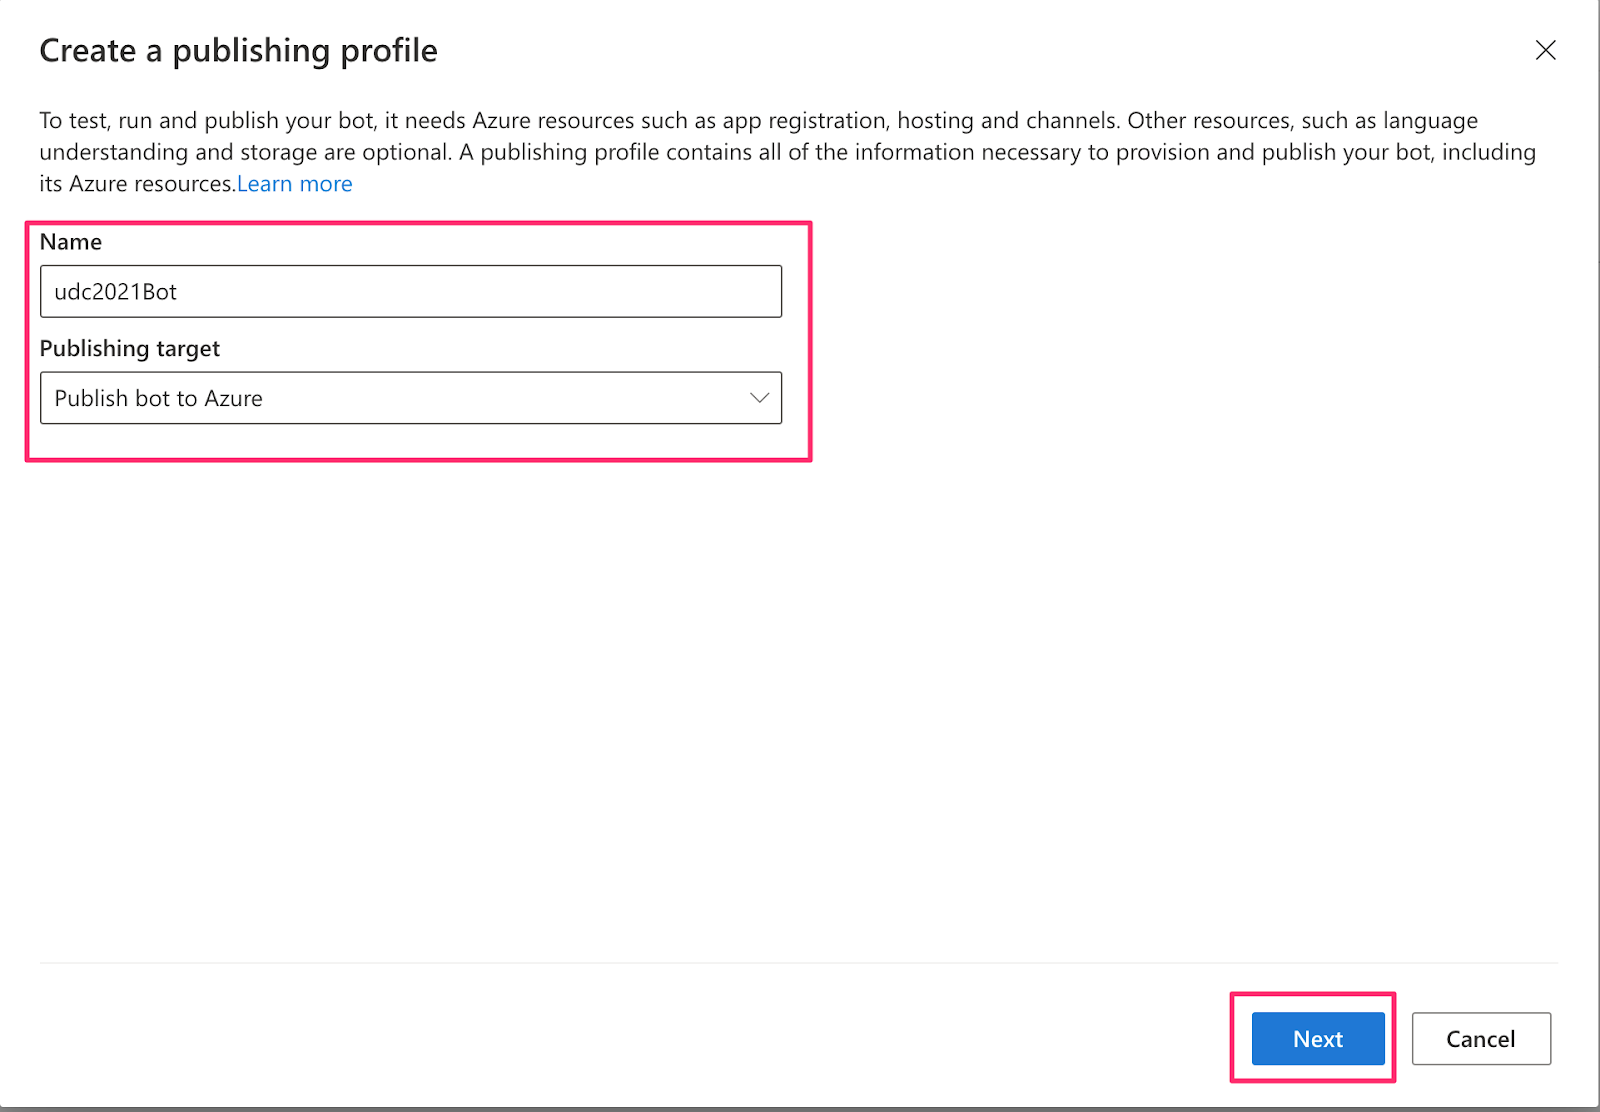 Create a publishing profile
To test, run and publish your bot, it needs Azure resources such as app registration, hosting and channels. Other resources, such as language
understanding and storage are optional. A publishing profile contains all of the information necessary to provision and publish your bot, including
its Azure resources.Learn more
Name
udc2021Bot
Publishing target
Publish bot to Azure
Next
Cancel